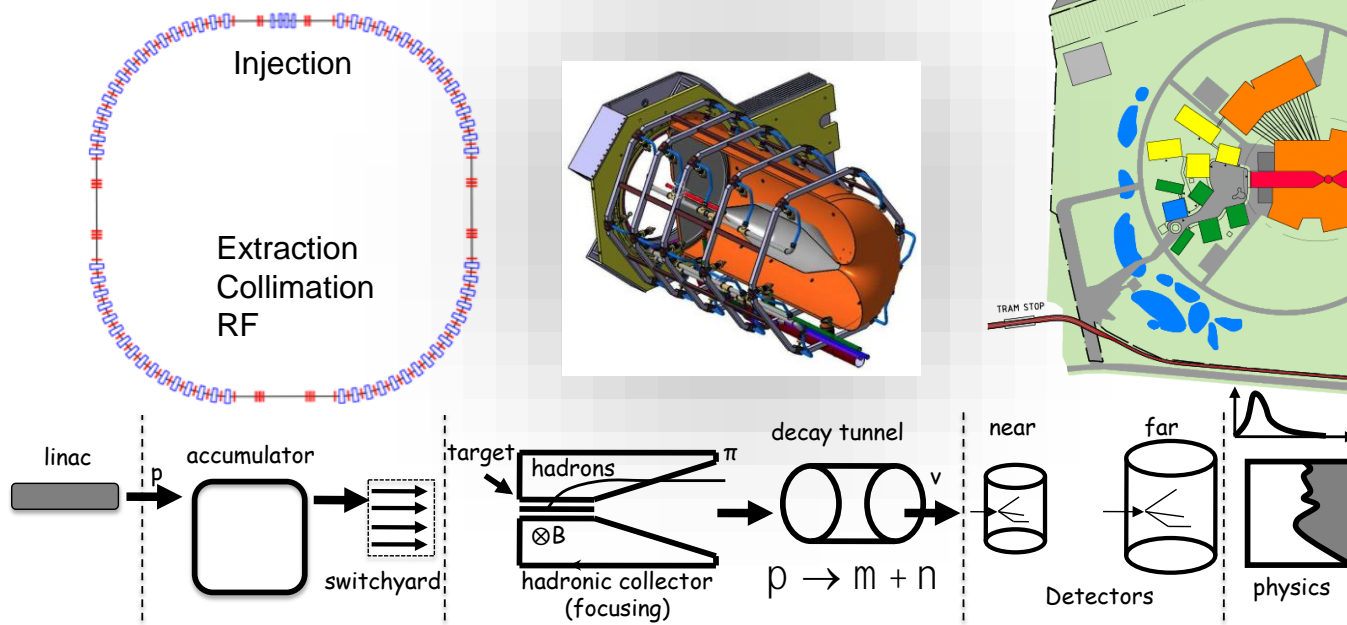 Injection
Extraction
Collimation
RF
TRAM STOP
linac
p
accumulator
switchyard
target
hadrons
π
⊗B
hadronic collector
(focusing)
decay tunnel
ν
p → m + n
near
far
Detectors
physics